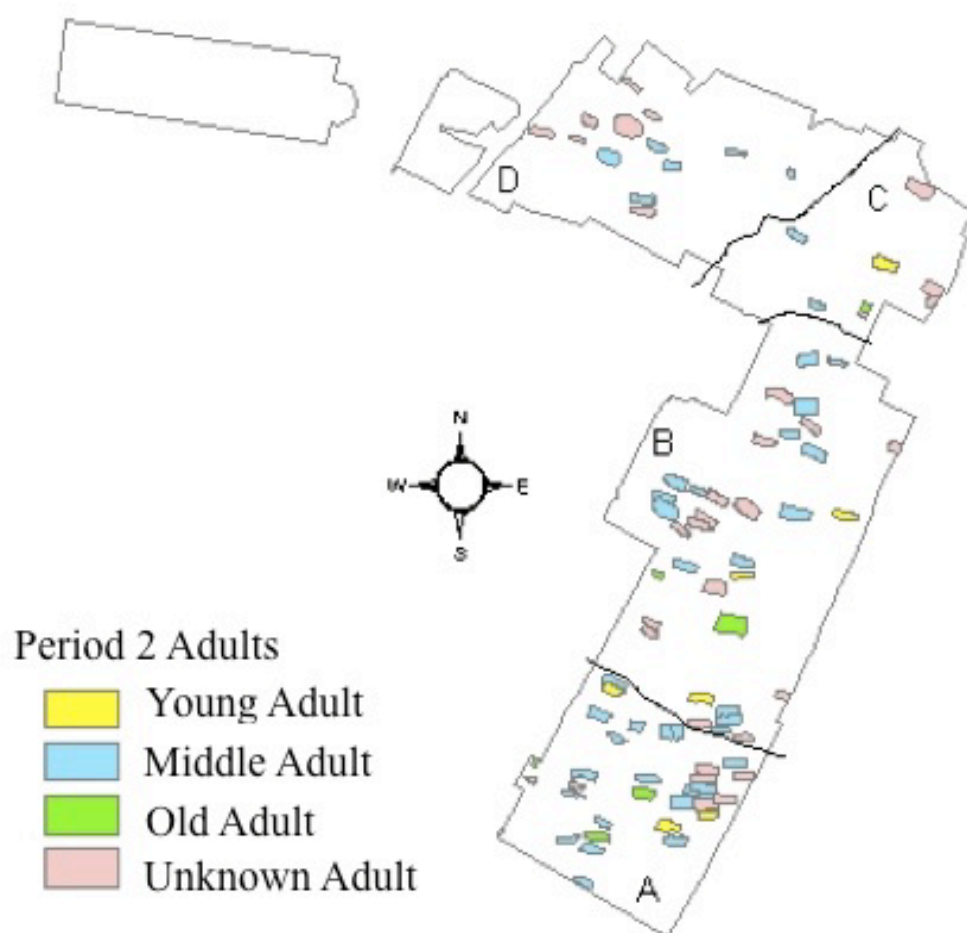 D
C
B
N
W E
S
Period 2 Adults
Young Adult
Middle Adult
Old Adult
Unknown Adult
A